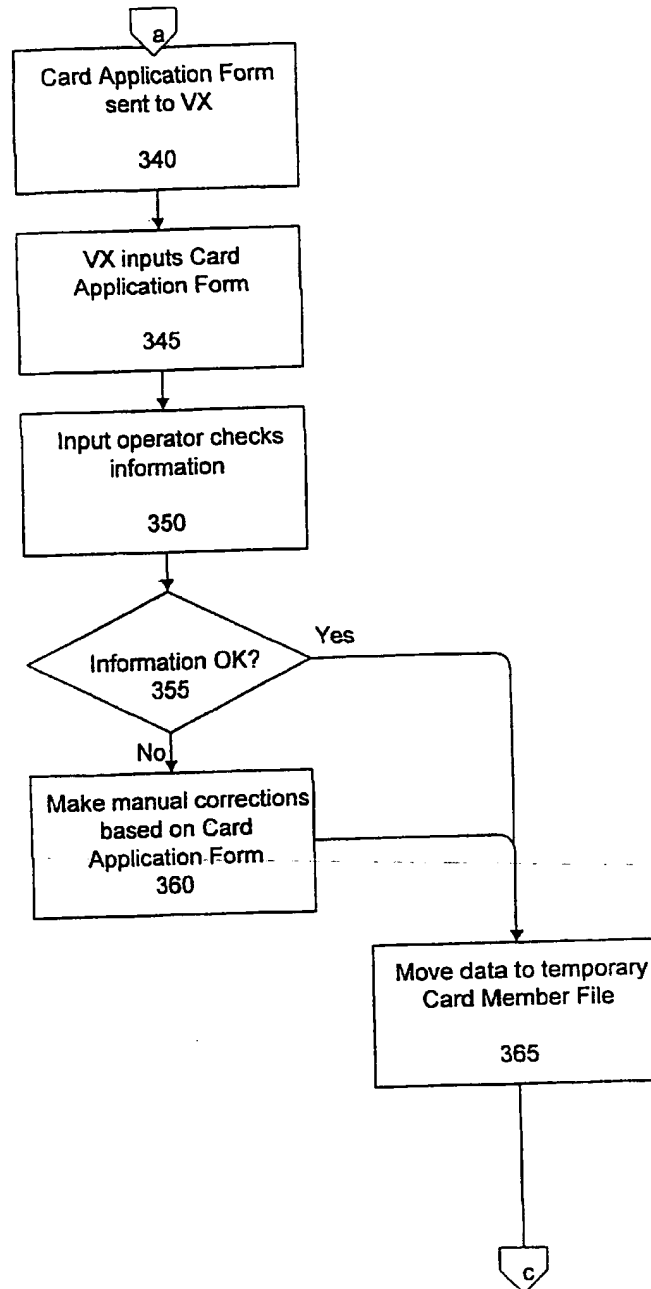 a
Card Application Form
sent to VX
340
VX inputs Card
Application Form
345
Input operator checks
information
350
Information OK?
355
Yes
No
Make manual corrections
based on Card
Application Form
360
Move data to temporary
Card Member File
365
c